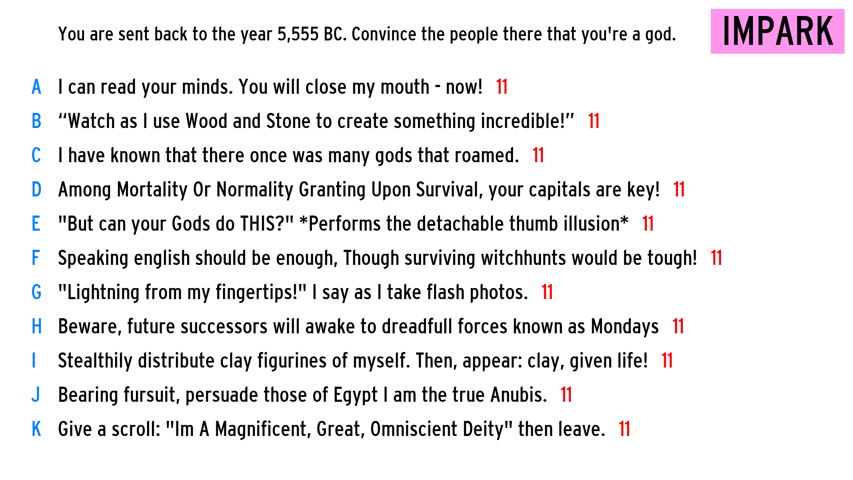 You are sent back to the year 5,555 BC. Convince the people there that you're a god.
IMPARK
A I can read your minds. You will close my mouth - now! 11
B “Watch as I use Wood and Stone to create something incredible!” 11
C I have known that there once was many gods that roamed. 11
D Among Mortality Or Normality Granting Upon Survival, your capitals are key! 11
E "But can your Gods do THIS?" *Performs the detachable thumb illusion* 11
F Speaking english should be enough, Though surviving witchhunts would be tough! 11
G "Lightning from my fingertips!" I say as I take flash photos. 11
H Beware, future successors will awake to dreadfull forces known as Mondays 11
I Stealthily distribute clay figurines of myself. Then, appear: clay, given life! 11
J Bearing fursuit, persuade those of Egypt I am the true Anubis. 11
K Give a scroll: "Im A Magnificent, Great, Omniscient Deity" then leave. 11